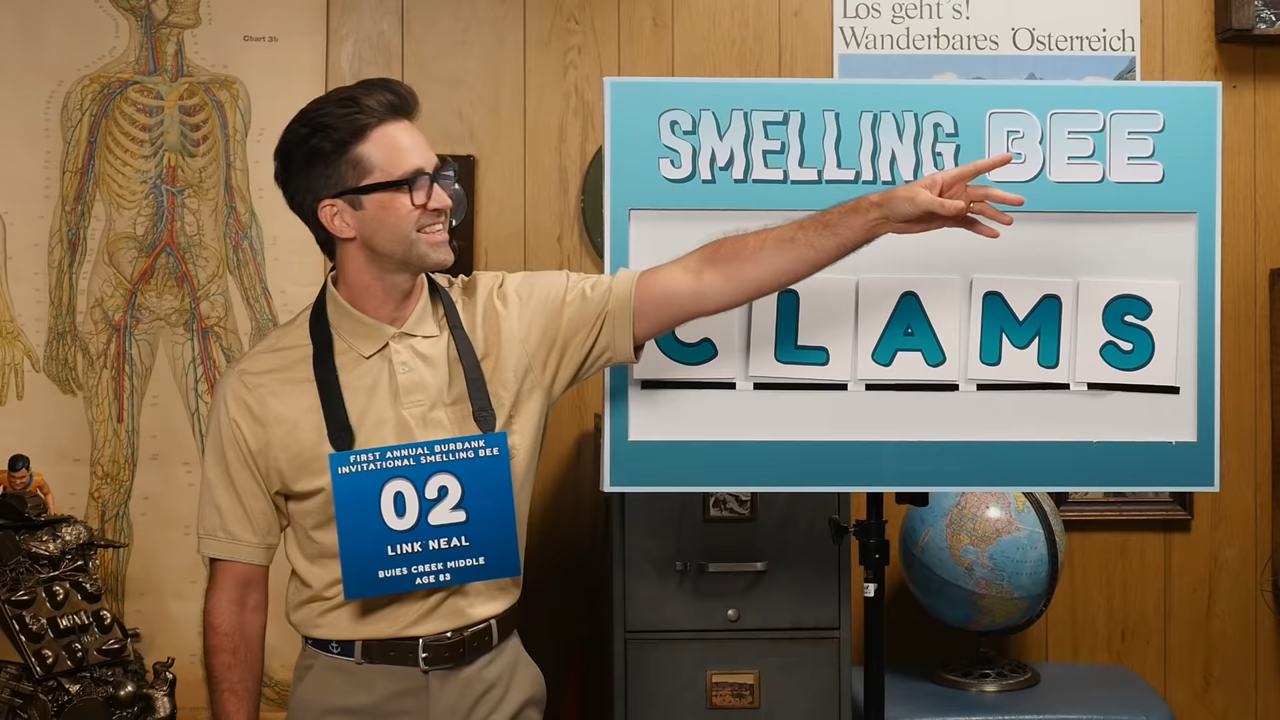 Chart 3b
Los geht's!
Wanderbares Österreich
SMELLING BEE
CLAMS
FIRST ANNUAL BURBANK
INVITATIONAL SMELLING BEE
02
LINK NEAL
BUIES CREEK MIDDLE
AGE 83